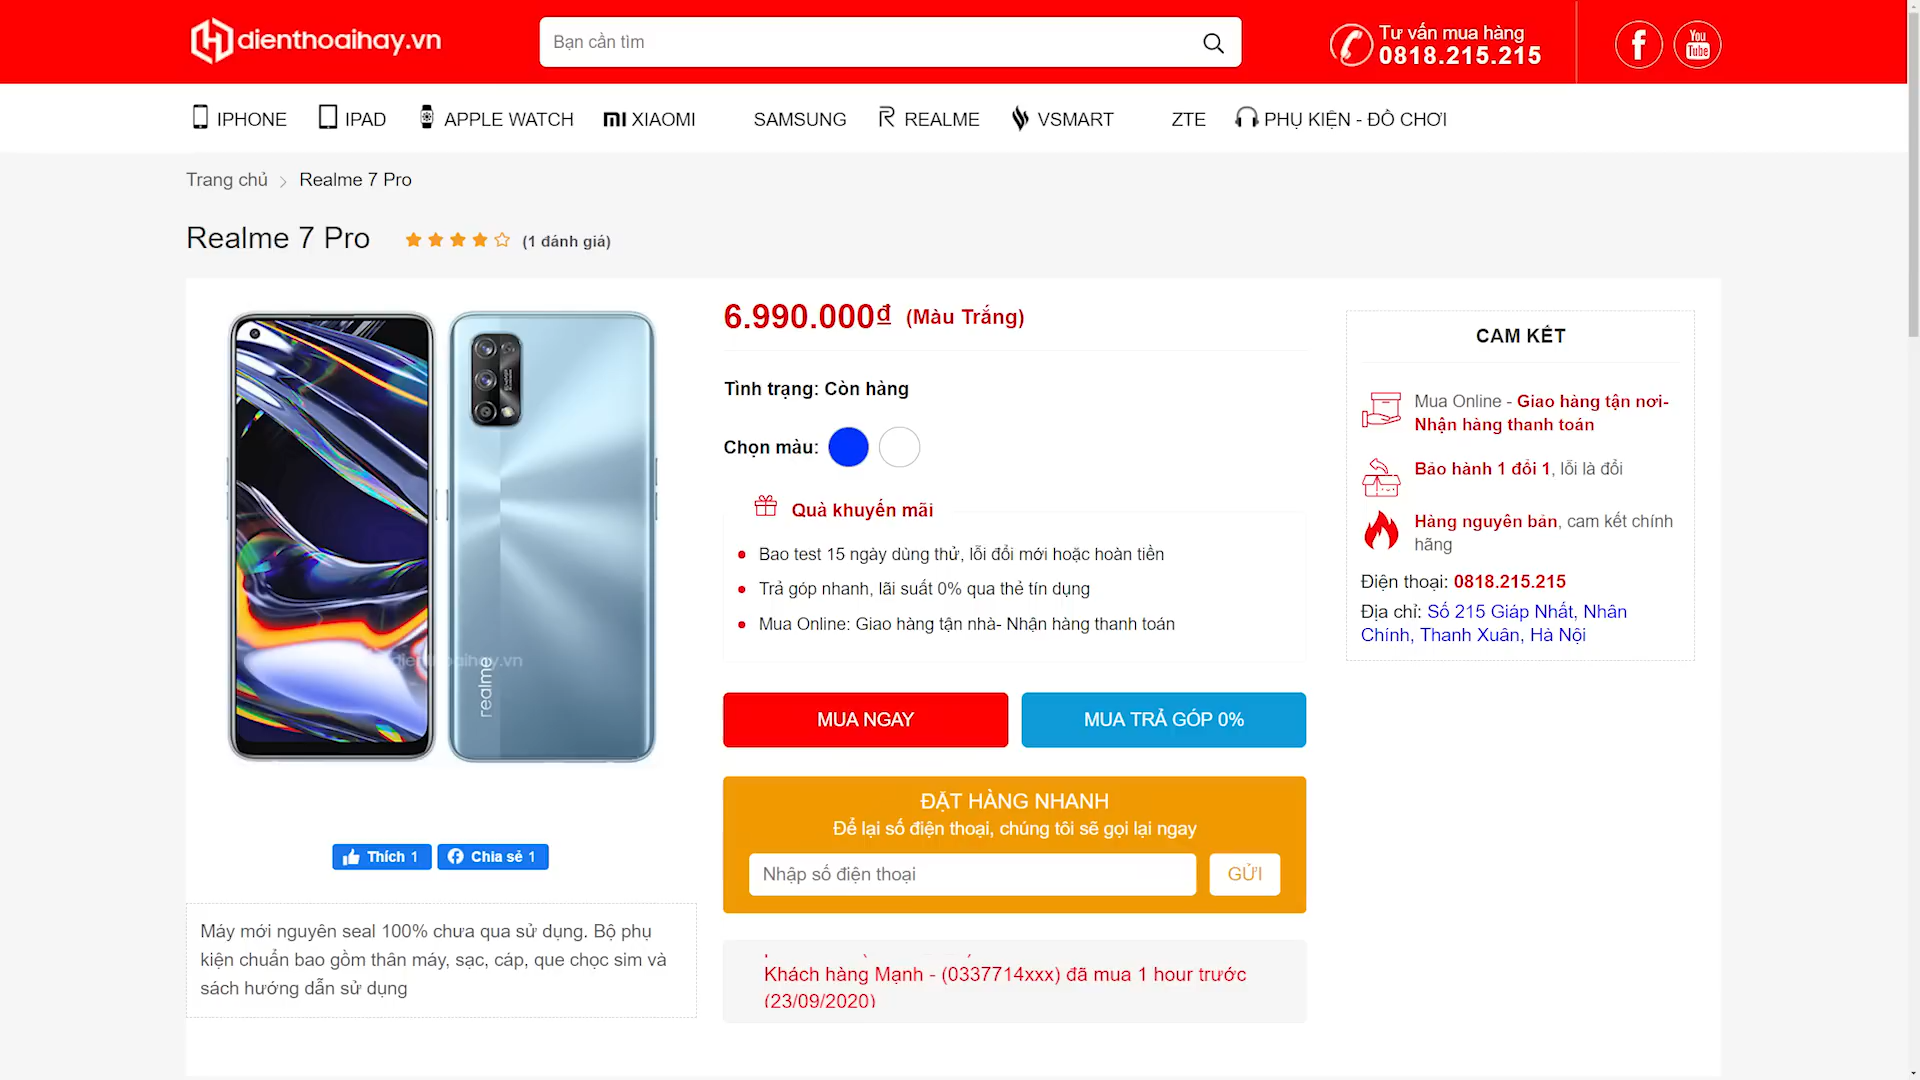 dienthoaihay.vn
Bạn cần tìm
Tư vấn mua hàng
0818.215.215
You
Tube
IPHONE
IPAD
APPLE WATCH
XIAOMI
SAMSUNG
REALME
VSMART
ZTE
PHỤ KIỆN - ĐỒ CHƠI
Trang chủ
Realme 7 Pro
Realme 7 Pro
(1 đánh giá)
realme
dienthoaihay.vn
6.990.000₫ (Màu Trắng)
Tình trạng: Còn hàng
Chọn màu:
Quà khuyến mãi
Bao test 15 ngày dùng thử, lỗi đổi mới hoặc hoàn tiền
Trả góp nhanh, lãi suất 0% qua thẻ tín dụng
Mua Online: Giao hàng tận nhà- Nhận hàng thanh toán
MUA NGAY
MUA TRẢ GÓP 0%
ĐẶT HÀNG NHANH
Để lại số điện thoại, chúng tôi sẽ gọi lại ngay
Nhập số điện thoại
GỬI
Khách hàng Mạnh - (0337714xxx) đã mua 1 hour trước
(23/09/2020)
CAM KẾT
Mua Online - Giao hàng tận nơi-
Nhận hàng thanh toán
Bảo hành 1 đổi 1, lỗi là đổi
Hàng nguyên bản, cam kết chính
hãng
Điện thoại: 0818.215.215
Địa chỉ: Số 215 Giáp Nhất, Nhân
Chính, Thanh Xuân, Hà Nội
Thích 1
Chia sẻ 1
Máy mới nguyên seal 100% chưa qua sử dụng. Bộ phụ
kiện chuẩn bao gồm thân máy, sạc, cáp, que chọc sim và
sách hướng dẫn sử dụng